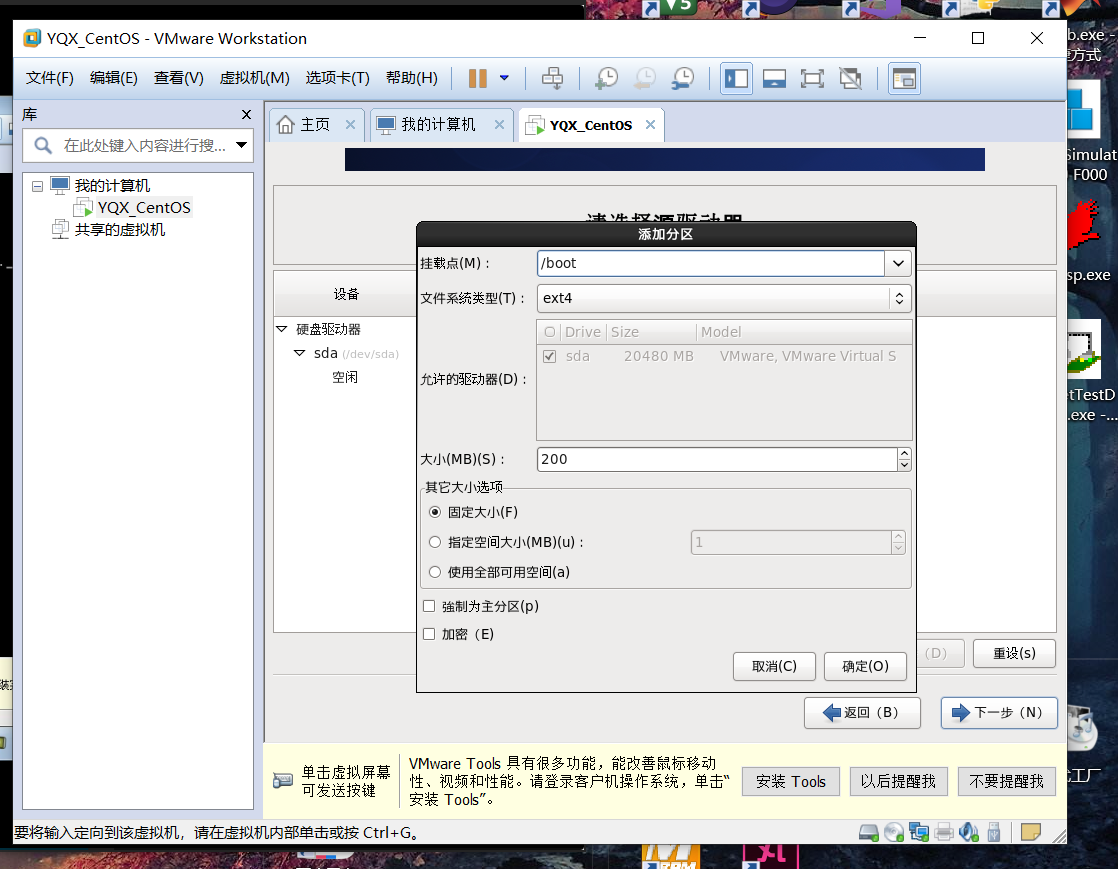 YQX_CentOS - VMware Workstation
文件(F) 编辑(E) 查看(V) 虚拟机(M) 选项卡(T) 帮助(H)
库
在此处键入内容进行搜...
我的计算机
YQX_CentOS
共享的虚拟机
主页 我的计算机 YQX_CentOS
请选择源驱动器
添加分区
挂载点(M)：
/boot
文件系统类型(T)：
ext4
允许的驱动器(D)：
Drive Size Model
sda 20480 MB VMware, VMware Virtual S
大小(MB)(S)：
200
其它大小选项
固定大小(F)
指定空间大小(MB)(u)：
1
使用全部可用空间(a)
强制为主分区(p)
加密（E)
取消(C) 确定(O)
设备
硬盘驱动器
sda (/dev/sda)
空闲
(D) 重设(s)
返回（B） 下一步（N）
单击虚拟屏幕
可发送按键
VMware Tools 具有很多功能，能改善鼠标移动
性、视频和性能。请登录客户机操作系统，单击“
安装 Tools”。
安装 Tools 以后提醒我 不要提醒我
要将输入定向到该虚拟机，请在虚拟机内部单击或按 Ctrl+G。
b.exe -
捷方式
Simulat
F000
sp.exe
etTestD
.exe -...
工厂